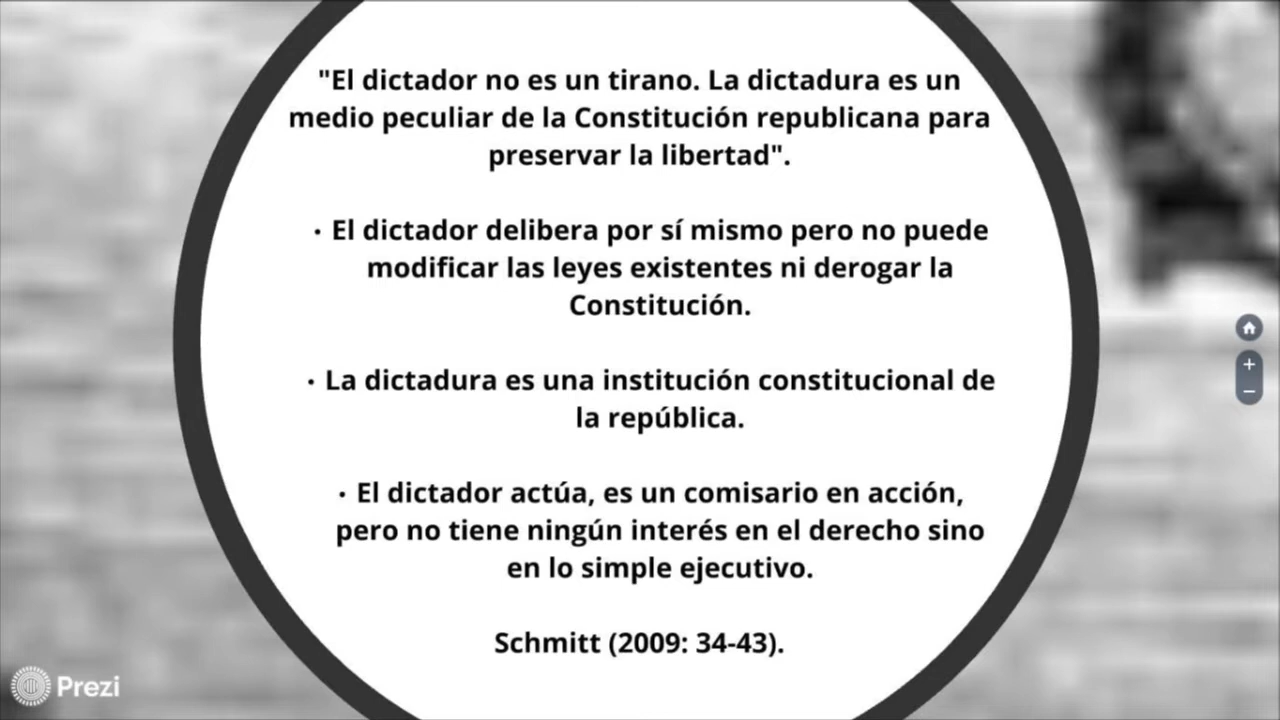 "El dictador no es un tirano. La dictadura es un
medio peculiar de la Constitución republicana para
preservar la libertad".
· El dictador delibera por sí mismo pero no puede
modificar las leyes existentes ni derogar la
Constitución.
· La dictadura es una institución constitucional de
la república.
· El dictador actúa, es un comisario en acción,
pero no tiene ningún interés en el derecho sino
en lo simple ejecutivo.
Schmitt (2009: 34-43).
Prezi